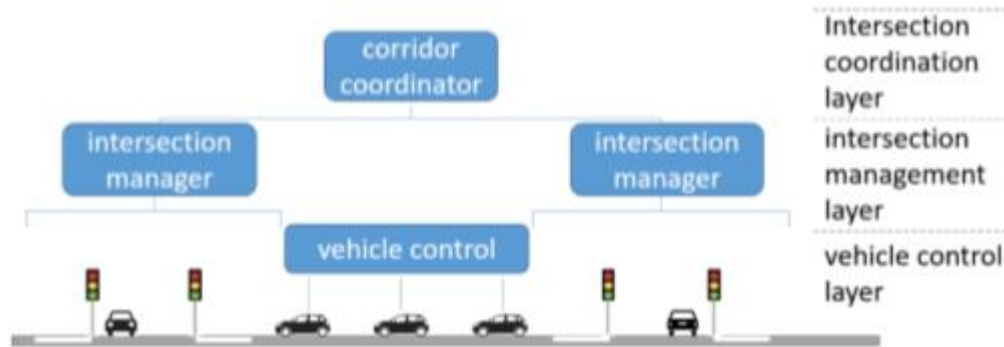 corridor
coordinator
intersection
manager
intersection
manager
vehicle control
Intersection
coordination
layer
intersection
management
layer
vehicle control
layer